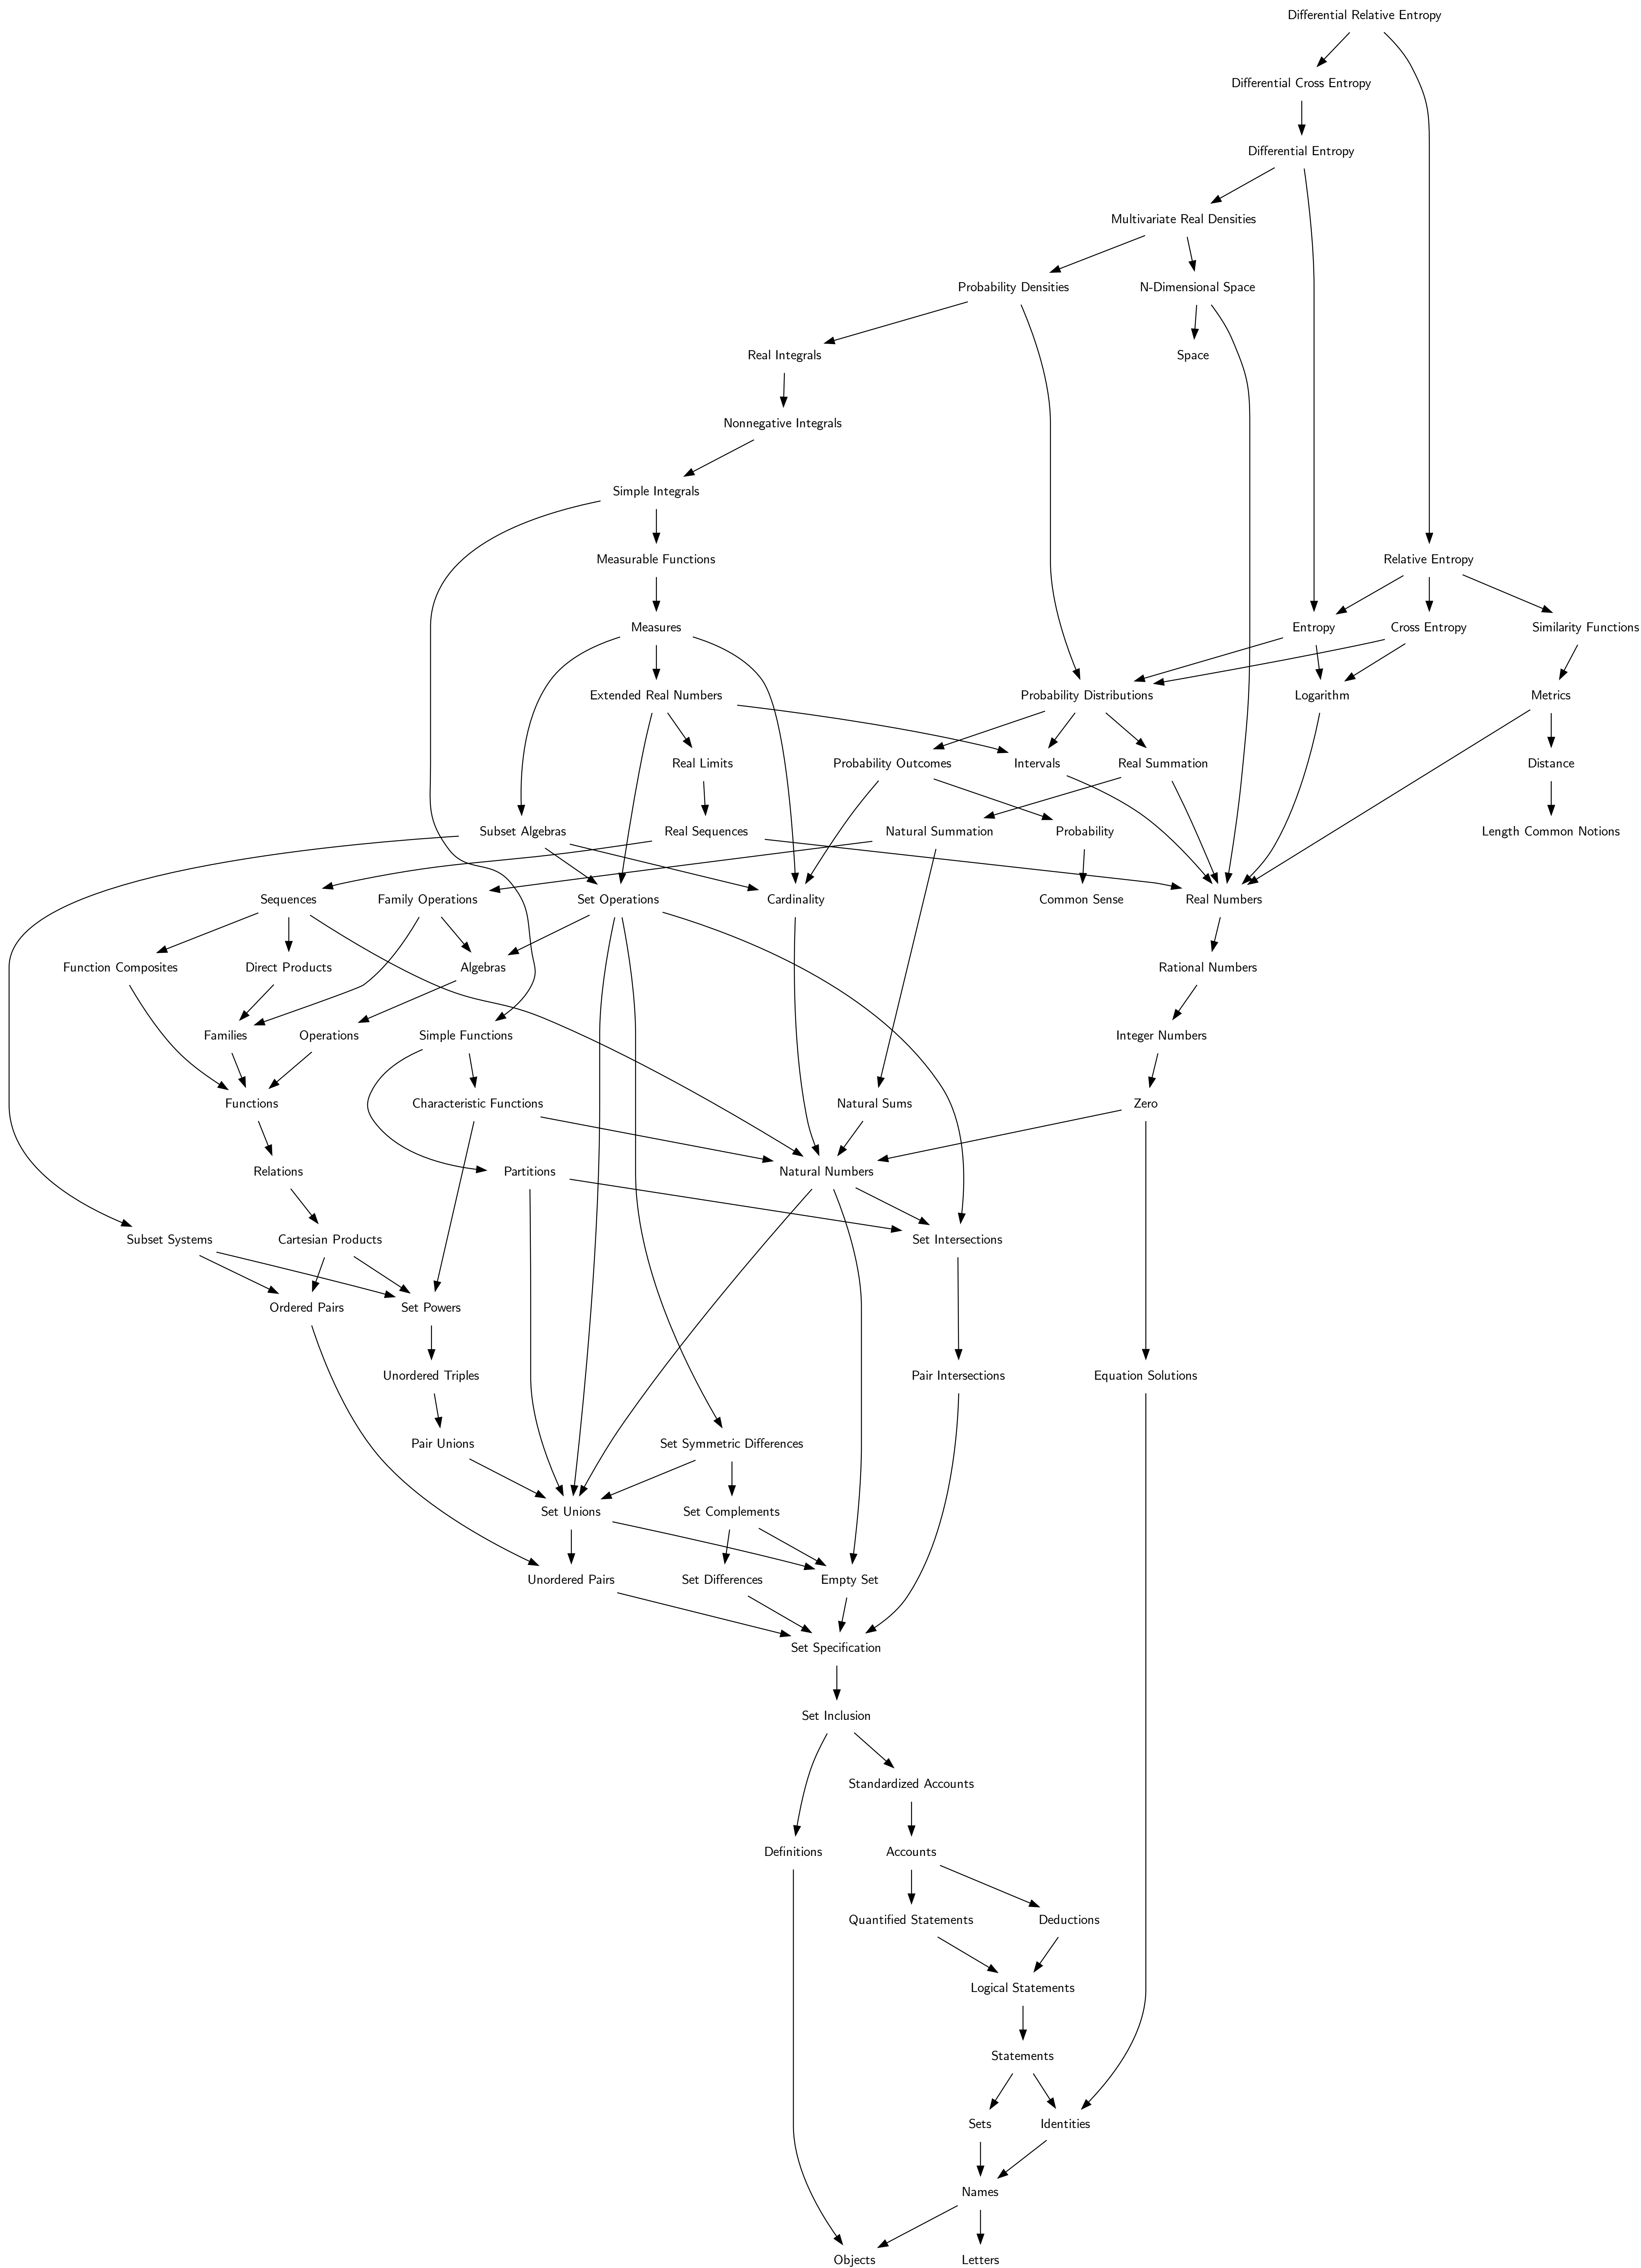 Differential Relative Entropy
Differential Cross Entropy
Differential Entropy
Multivariate Real Densities
Probability Densities
N-Dimensional Space
Real Integrals
Space
Nonnegative Integrals
Simple Integrals
Measurable Functions
Relative Entropy
Measures
Entropy
Cross Entropy
Similarity Functions
Extended Real Numbers
Probability Distributions
Logarithm
Metrics
Real Limits
Probability Outcomes
Intervals
Real Summation
Distance
Subset Algebras
Real Sequences
Natural Summation
Probability
Length Common Notions
Sequences
Family Operations
Set Operations
Cardinality
Common Sense
Real Numbers
Function Composites
Direct Products
Algebras
Rational Numbers
Families
Operations
Simple Functions
Integer Numbers
Functions
Characteristic Functions
Natural Sums
Zero
Relations
Partitions
Natural Numbers
Subset Systems
Cartesian Products
Set Intersections
Ordered Pairs
Set Powers
Unordered Triples
Pair Intersections
Equation Solutions
Pair Unions
Set Symmetric Differences
Set Unions
Set Complements
Unordered Pairs
Set Differences
Empty Set
Set Specification
Set Inclusion
Standardized Accounts
Definitions
Accounts
Quantified Statements
Deductions
Logical Statements
Statements
Sets
Identities
Names
Objects
Letters